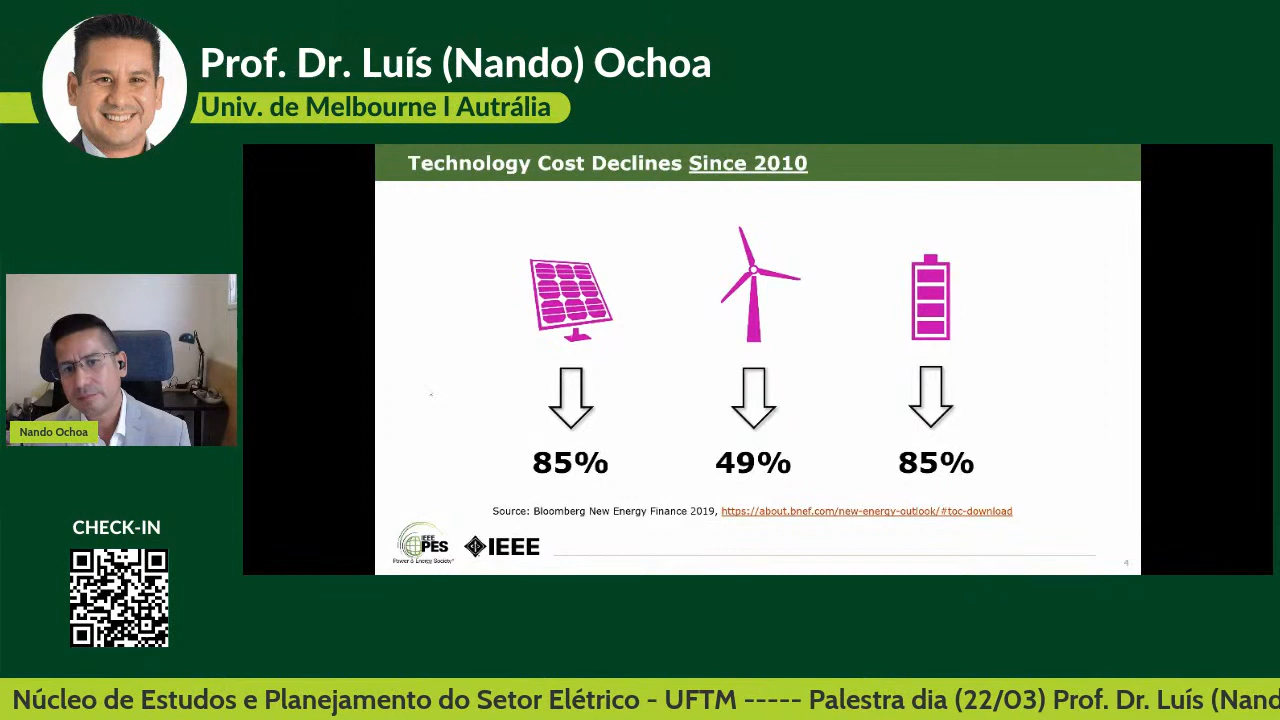 Prof. Dr. Luís (Nando) Ochoa
Univ. de Melbourne l Autrália
Technology Cost Declines Since 2010
85%
49%
85%
Source: Bloomberg New Energy Finance 2019, https://about.bnef.com/new-energy-outlook/#toc-download
IEEE
PES
Power & Energy Society®
IEEE
4
Nando Ochoa
CHECK-IN
Núcleo de Estudos e Planejamento do Setor Elétrico - UFTM ----- Palestra dia (22/03) Prof. Dr. Luís (Nand